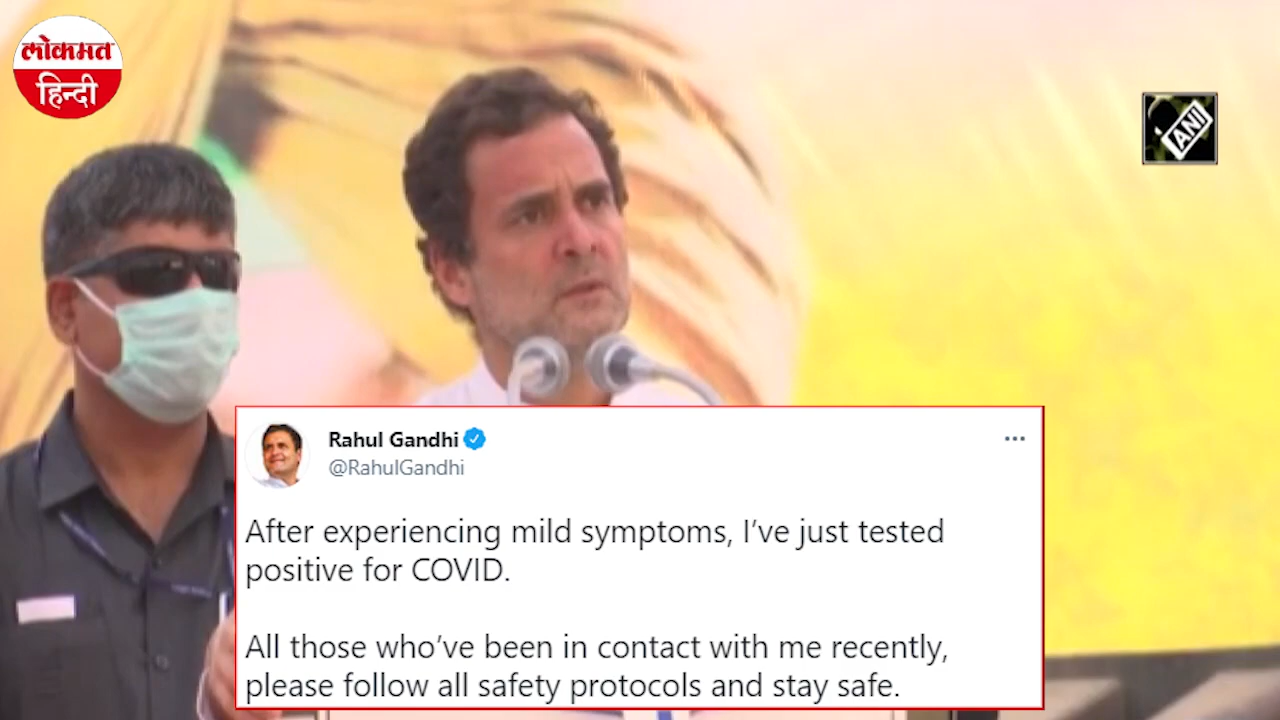 लोकमत
हिन्दी
ANI
Rahul Gandhi
@RahulGandhi
After experiencing mild symptoms, I’ve just tested
positive for COVID.
All those who’ve been in contact with me recently,
please follow all safety protocols and stay safe.